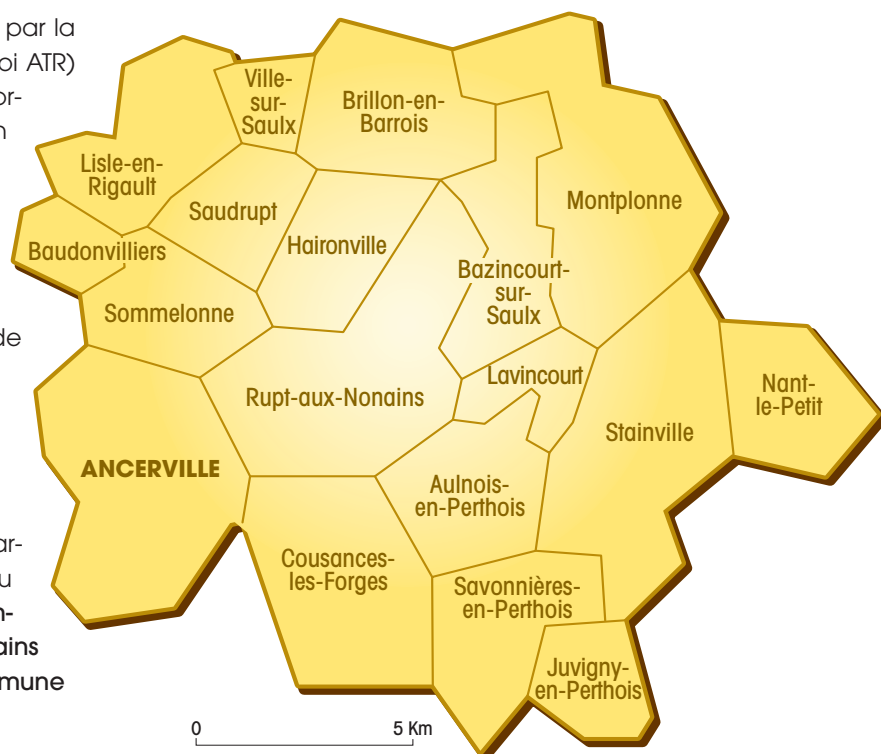 par la
oi ATR)
or-
n
de
ar-
u
n-
ains
mune
Ville-
sur-
Saulx
Brillon-en-
Barrois
Lisle-en-
Rigault
Saudrupt
Montplonne
Haironville
Baudonvilliers
Bazincourt-
sur-
Saulx
Sommelonne
Lavincourt
Nant-
le-Petit
Rupt-aux-Nonains
Stainville
ANCERVILLE
Aulnois-
en-Perthois
Cousances-
les-Forges
Savonnières-
en-Perthois
Juvigny-
en-Perthois
0 5 Km